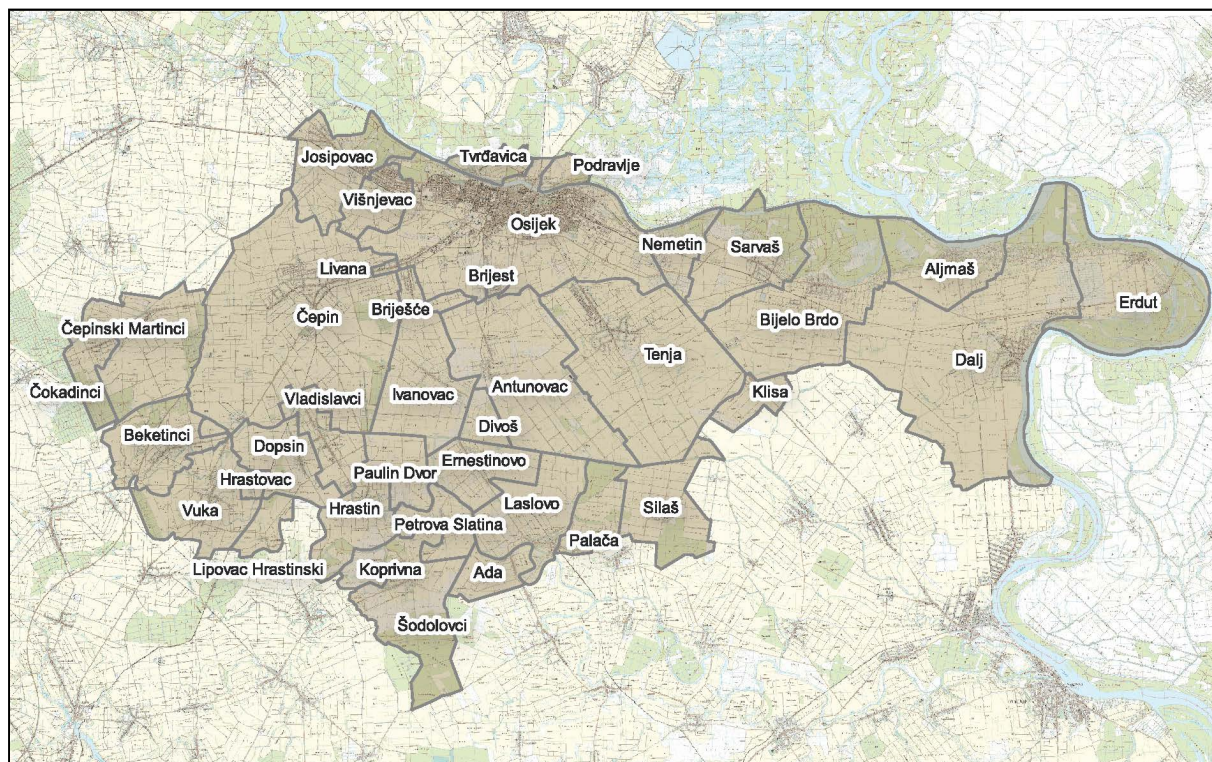 Josipovac
Tvrđavica
Podravlje
Višnjevac
Osijek
Nemetin
Sarvaš
Livana
Brijest
Aljmaš
Erdut
Čepin
Briješće
Bijelo Brdo
Čepinski Martinci
Tenja
Dalj
Čokadinci
Vladislavci
Ivanovac
Antunovac
Klisa
Divoš
Beketinci
Dopsin
Ernestinovo
Paulin Dvor
Hrastovac
Vuka
Hrastin
Laslovo
Silaš
Petrova Slatina
Palača
Lipovac Hrastinski
Koprivna
Ada
Šodolovci